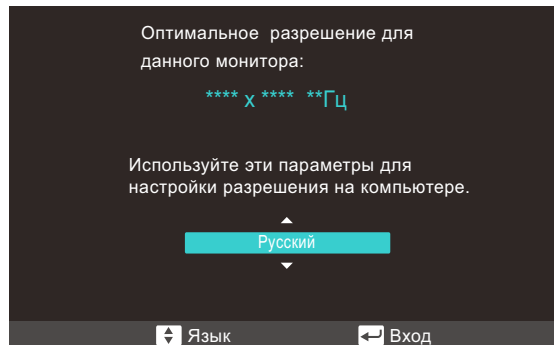 Оптимальное разрешение для
данного монитора:
**** x **** **Гц
Используйте эти параметры для
настройки разрешения на компьютере.
Русский
Язык Вход